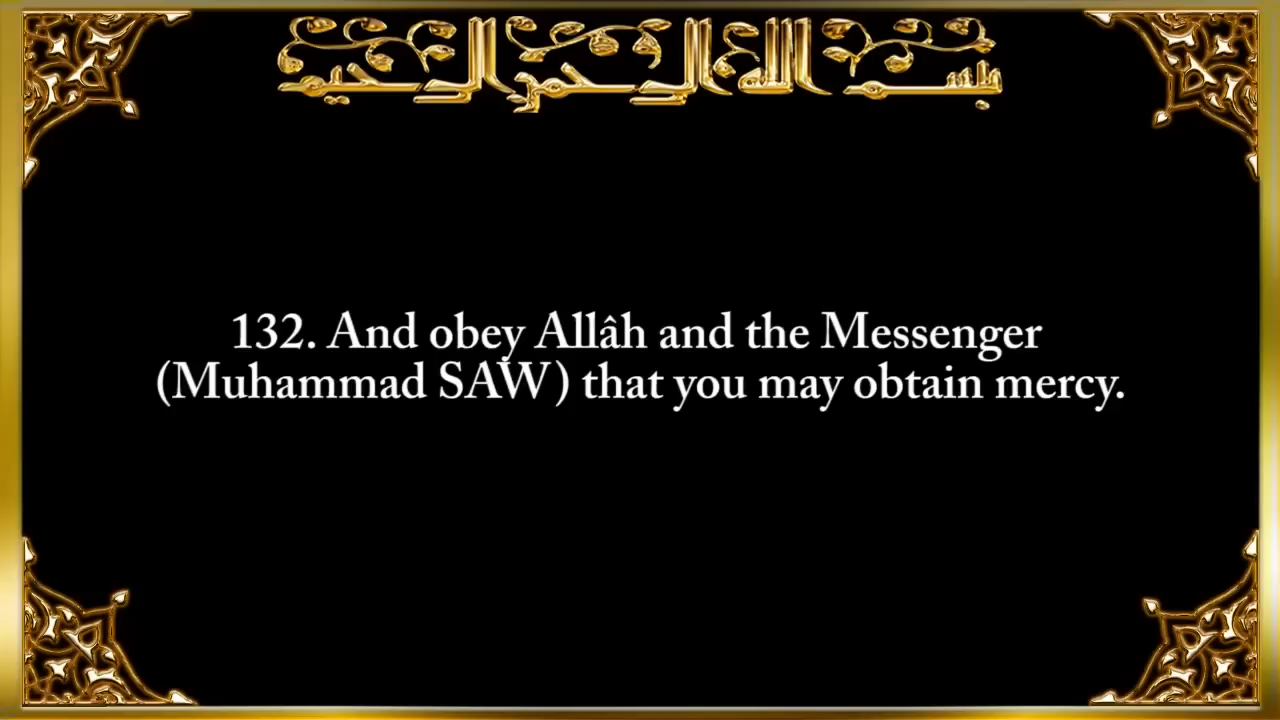 بسم الله الرحمن الرحيم
132. And obey Allâh and the Messenger
(Muhammad SAW) that you may obtain mercy.